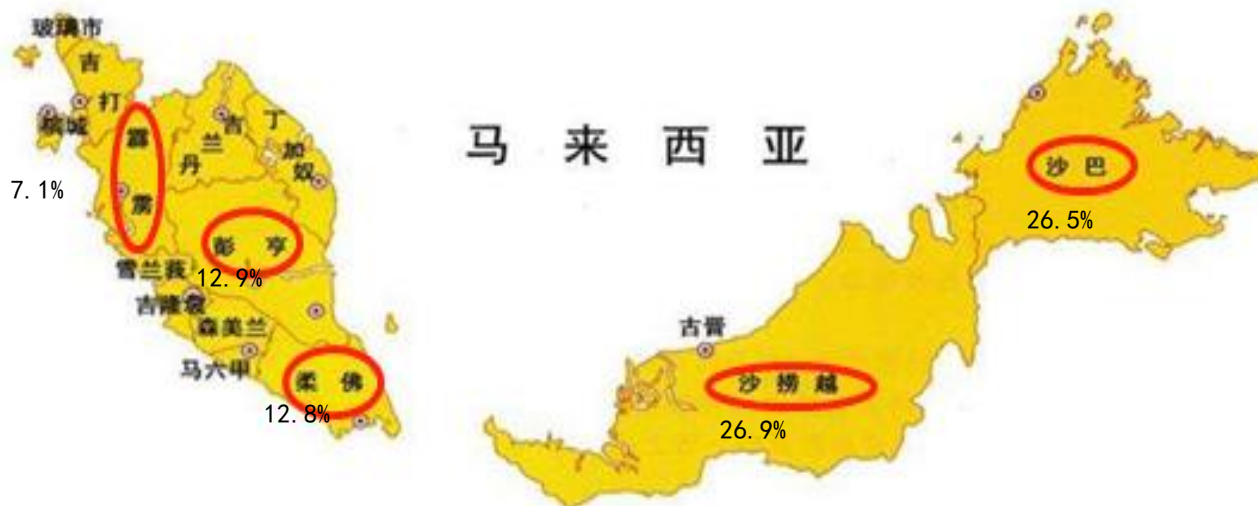 玻璃市
吉
打
槟城
霹
雳
7.1%
丹
兰
吉
丁
加
奴
彭 亨
12.9%
雪兰莪
吉隆坡
森美兰
马六甲
柔 佛
12.8%
马 来 西 亚
沙 巴
26.5%
古晋
沙 捞 越
26.9%